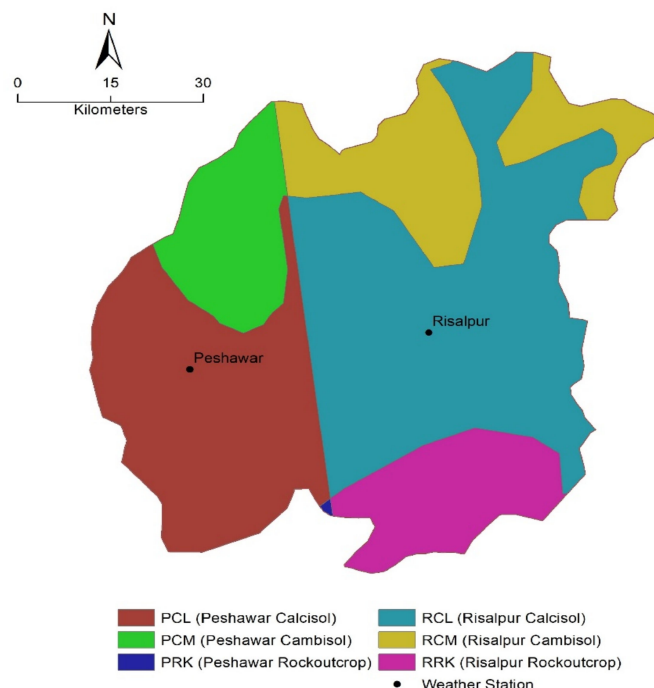 N
0 15 30
Kilometers
Risalpur
Peshawar
PCL (Peshawar Calcisol) RCL (Risalpur Calcisol)
PCM (Peshawar Cambisol) RCM (Risalpur Cambisol)
PRK (Peshawar Rockoutcrop) RRK (Risalpur Rockoutcrop)
Weather Station